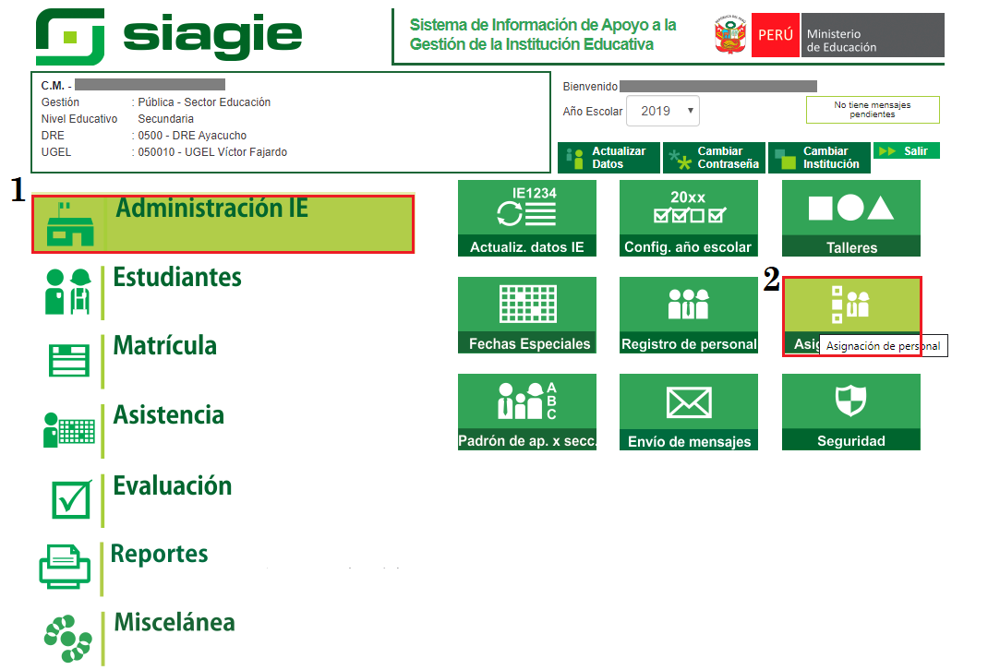 siagie
Sistema de Información de Apoyo a la
Gestión de la Institución Educativa
PERÚ
Ministerio
de Educación
C.M. -
Gestión : Pública - Sector Educación
Nivel Educativo Secundaria
DRE : 0500 - DRE Ayacucho
UGEL : 050010 - UGEL Víctor Fajardo
Bienvenido
Año Escolar 2019
No tiene mensajes
pendientes
Actualizar
Datos
Cambiar
Contraseña
Cambiar
Institución
Salir
1
Administración IE
Estudiantes
Matrícula
Asistencia
Evaluación
Reportes
Miscelánea
IE1234
Actualiz. datos IE
20xx
Config. año escolar
Talleres
Fechas Especiales
Registro de personal
2
Asig
Asignación de personal
A
B
C
Padrón de ap. x secc.
Envío de mensajes
Seguridad